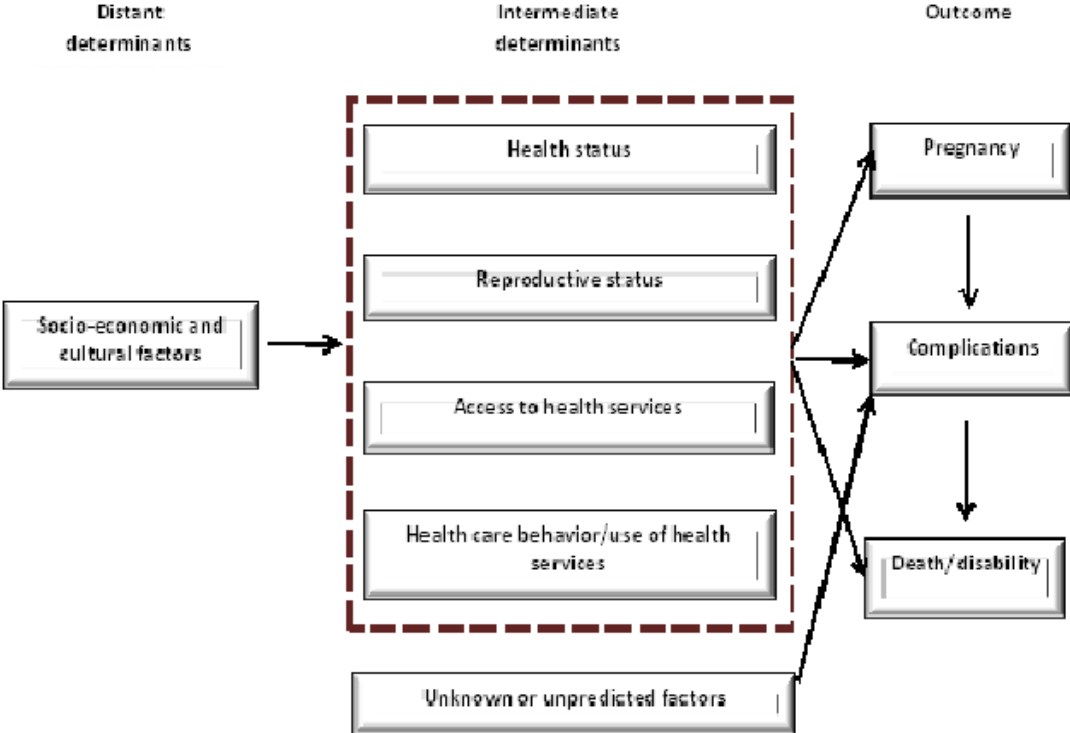 Distant
determinants
Intermediate
determinants
Outcome
Health status
Pregnancy
Reproductive status
Socio-economic and
cultural factors
Complications
Access to health services
Health care behavior/use of health
services
Death/disability
Unknown or unpredicted factors